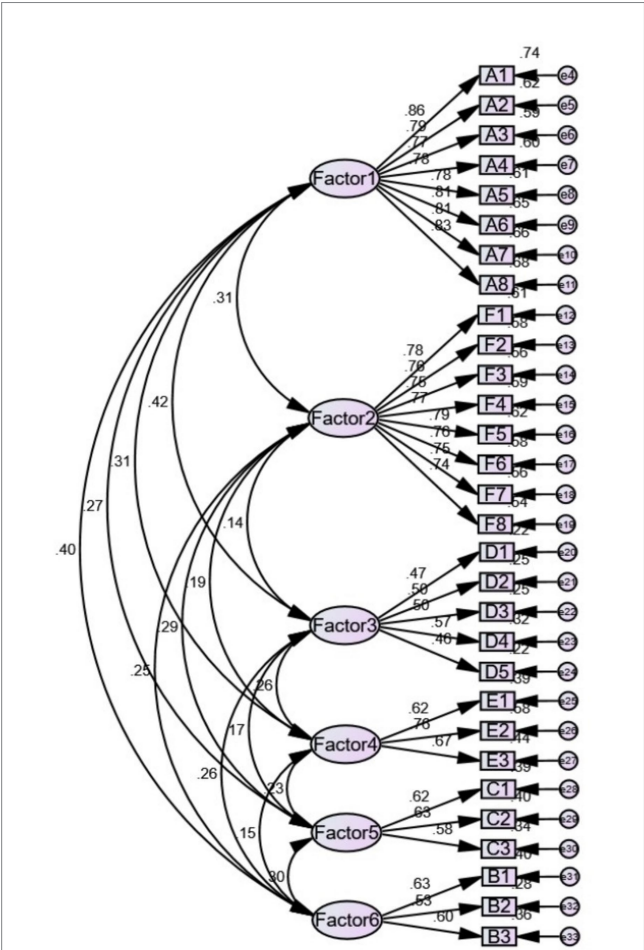 .74
A1 e4
.62
.86 A2 e5
.59
.79 A3 e6
.60
.77
.78 A4 e7
.61
Factor1 .78 A5 e8
.65
.81 A6 e9
.66
.81
.83 A7 e10
.68
A8 e11
.61
.31
F1 e12
.58
.78 F2 e13
.56
.76
.75 F3 e14
.59
.77 F4 e15
.62
.42 Factor2 .79 F5 e16
.58
.76
.75 F6 e17
.56
.74
.31 F7 e18
.54
.27 .14 F8 e19
.22
.40 D1 e20
.25
.47
.19 .50 D2 e21
.25
.50 D3 e22
.32
.29 Factor3 .57
.46 D4 e23
.22
.25 D5 e24
.39
.26
.62 E1 e25
.58
.17 .76 E2 e26
.44
Factor4 .67
.26 E3 e27
.39
.23 .62 C1 e28
.40
.63 C2 e29
.34
.15 Factor5 .58 C3 e30
.40
.30 .63 B1 e31
.28
.53 B2 e32
.36
Factor6 .60
B3 e33